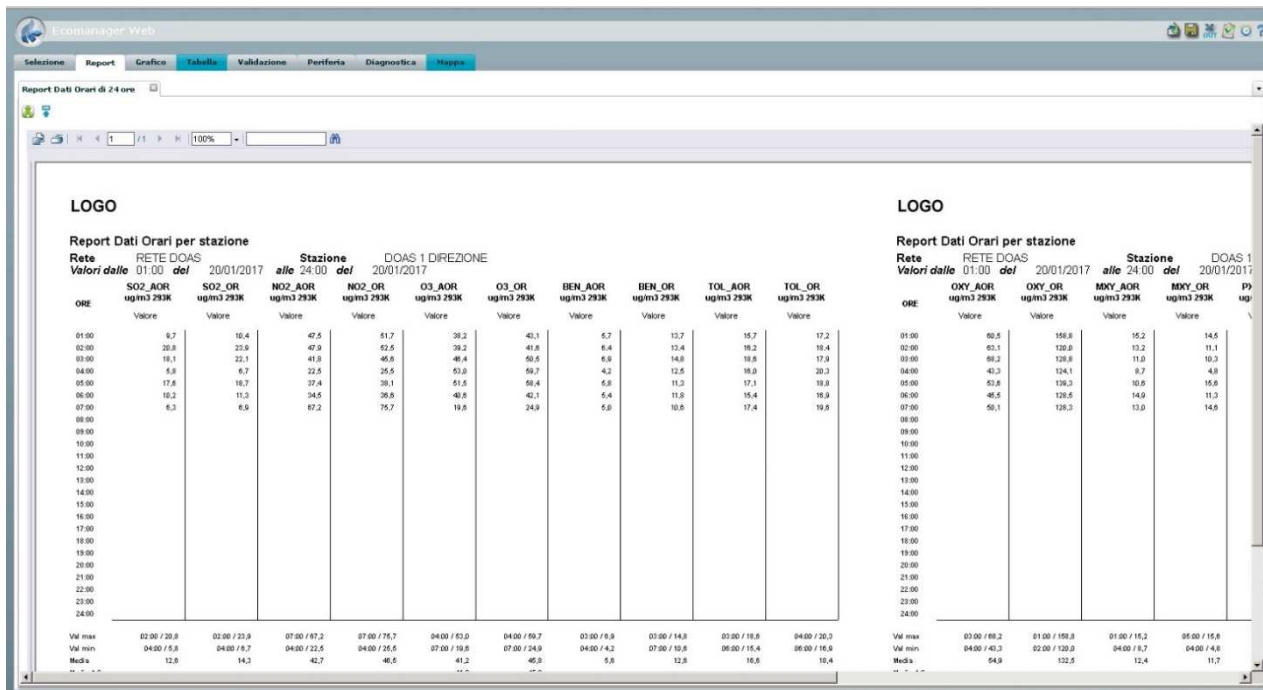 Ecomanager Web
Selezione Report Grafico Tabella Validazione Periferia Diagnostica Mappa
Report Dati Orari di 24 ore
1 /1 100%
LOGO LOGO
Report Dati Orari per stazione Report Dati Orari per stazione
Rete RETE DOAS Stazione DOAS 1 DIREZIONE Rete RETE DOAS Stazione DOAS 1
Valori dalle 01:00 del 20/01/2017 alle 24:00 del 20/01/2017 Valori dalle 01:00 del 20/01/2017 alle 24:00 del 20/01/2017
SO2_AOR SO2_OR NO2_AOR NO2_OR O3_AOR O3_OR BEN_AOR BEN_OR TOL_AOR TOL_OR OXY_AOR OXY_OR MXY_AOR MXY_OR
ORE ug/m3 293K ug/m3 293K ug/m3 293K ug/m3 293K ug/m3 293K ug/m3 293K ug/m3 293K ug/m3 293K ug/m3 293K ug/m3 293K ORE ug/m3 293K ug/m3 293K ug/m3 293K ug/m3 293K
Valore Valore Valore Valore Valore Valore Valore Valore Valore Valore Valore Valore Valore Valore
01:00 9,7 10,4 47,5 51,7 38,2 43,1 5,7 13,7 15,7 17,2 01:00 60,5 158,8 15,2 14,5
02:00 20,8 23,9 47,9 52,5 39,2 41,6 6,4 13,4 16,2 18,4 02:00 63,1 120,0 13,2 11,1
03:00 18,1 22,1 41,8 45,6 46,4 50,5 6,9 14,8 18,6 17,9 03:00 68,2 128,8 11,0 10,3
04:00 5,8 6,7 22,5 25,5 53,0 59,7 4,2 12,5 16,0 20,3 04:00 43,3 124,1 8,7 4,8
05:00 17,6 18,7 37,4 38,1 51,5 58,4 5,8 11,3 17,1 18,8 05:00 53,6 139,3 10,6 15,6
06:00 10,2 11,3 34,5 36,6 40,6 42,1 5,4 11,8 15,4 16,9 06:00 46,5 128,5 14,9 11,3
07:00 6,3 6,9 67,2 75,7 19,6 24,9 5,0 10,6 17,4 19,6 07:00 50,1 128,3 13,0 14,6
08:00 08:00
09:00 09:00
10:00 10:00
11:00 11:00
12:00 12:00
13:00 13:00
14:00 14:00
15:00 15:00
16:00 16:00
17:00 17:00
18:00 18:00
19:00 19:00
20:00 20:00
21:00 21:00
22:00 22:00
23:00 23:00
24:00 24:00
Val max 02:00 / 20,8 02:00 / 23,9 07:00 / 67,2 07:00 / 75,7 04:00 / 53,0 04:00 / 59,7 03:00 / 6,9 03:00 / 14,8 03:00 / 18,6 04:00 / 20,3 Val max 03:00 / 68,2 01:00 / 158,8 01:00 / 15,2 05:00 / 15,6
Val min 04:00 / 5,8 04:00 / 6,7 04:00 / 22,5 04:00 / 25,5 07:00 / 19,6 07:00 / 24,9 04:00 / 4,2 07:00 / 10,6 06:00 / 15,4 06:00 / 16,9 Val min 04:00 / 43,3 02:00 / 120,0 04:00 / 8,7 04:00 / 4,8
Media 12,6 14,3 42,7 46,5 41,2 45,8 5,6 12,6 16,6 18,4 Media 54,9 132,5 12,4 11,7